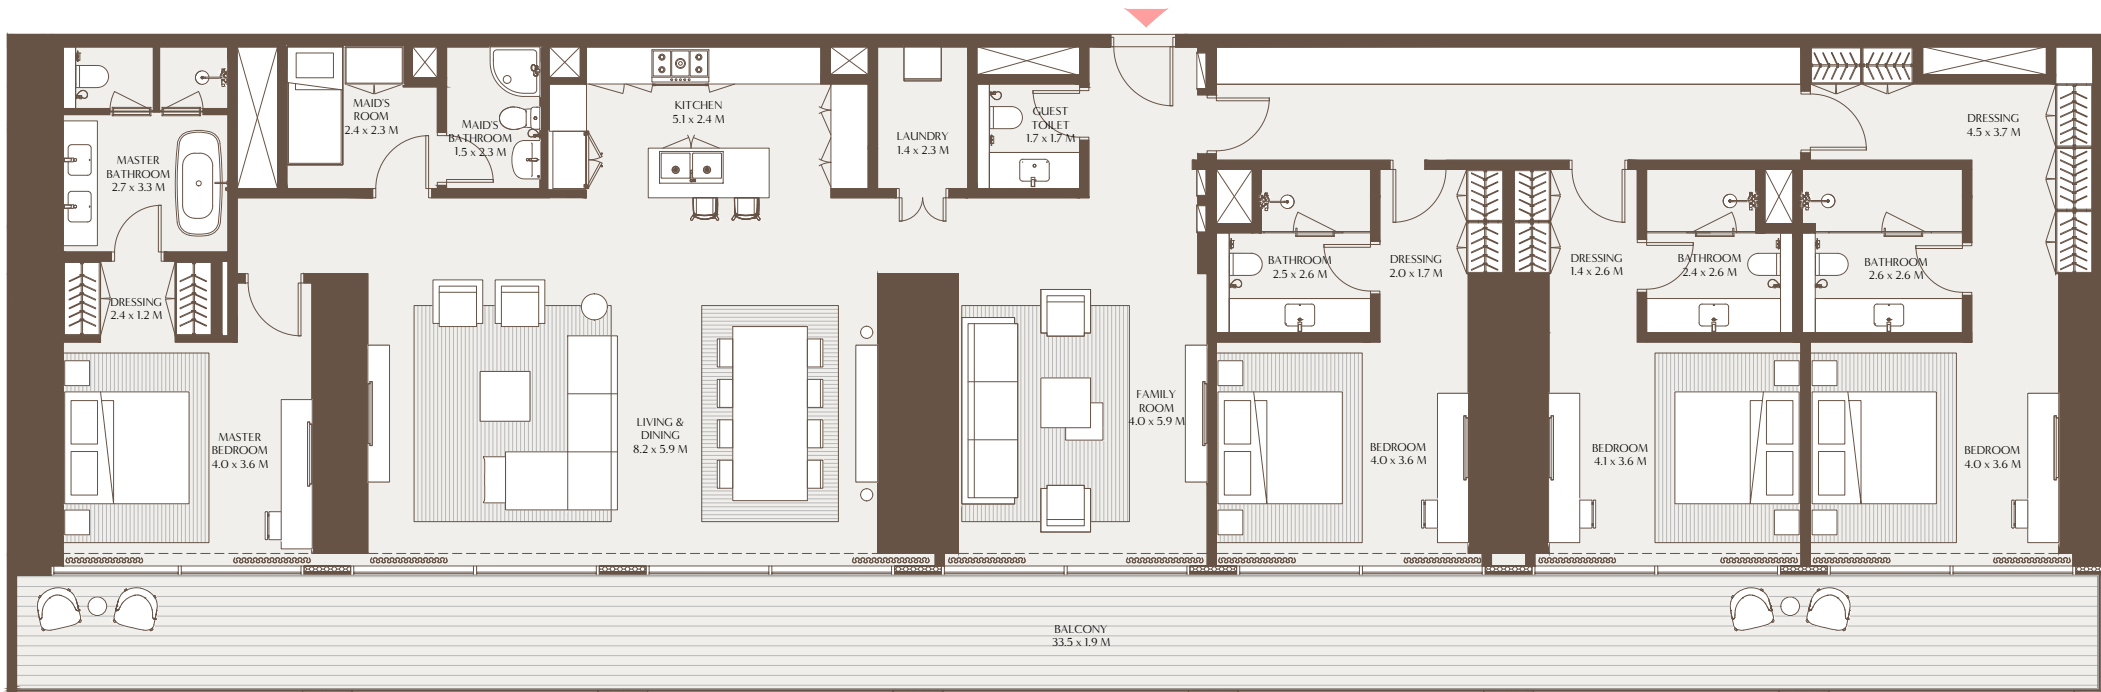 MAID'S
ROOM
2.4 x 2.3 M
MAID'S
BATHROOM
1.5 x 2.3 M
KITCHEN
5.1 x 2.4 M
LAUNDRY
1.4 x 2.3 M
GUEST
TOILET
1.7 x 1.7 M
DRESSING
4.5 x 3.7 M
MASTER
BATHROOM
2.7 x 3.3 M
DRESSING
2.4 x 1.2 M
BATHROOM
2.5 x 2.6 M
DRESSING
2.0 x 1.7 M
DRESSING
1.4 x 2.6 M
BATHROOM
2.4 x 2.6 M
BATHROOM
2.6 x 2.6 M
MASTER
BEDROOM
4.0 x 3.6 M
LIVING &
DINING
8.2 x 5.9 M
FAMILY
ROOM
4.0 x 5.9 M
BEDROOM
4.0 x 3.6 M
BEDROOM
4.1 x 3.6 M
BEDROOM
4.0 x 3.6 M
BALCONY
33.5 x 1.9 M